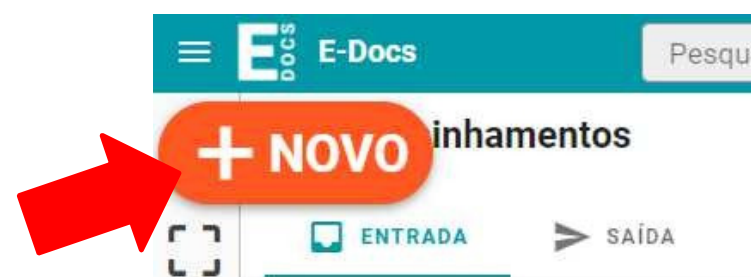 E DOCS E-Docs Pesqu
+ NOVO inhamentos
ENTRADA SAÍDA